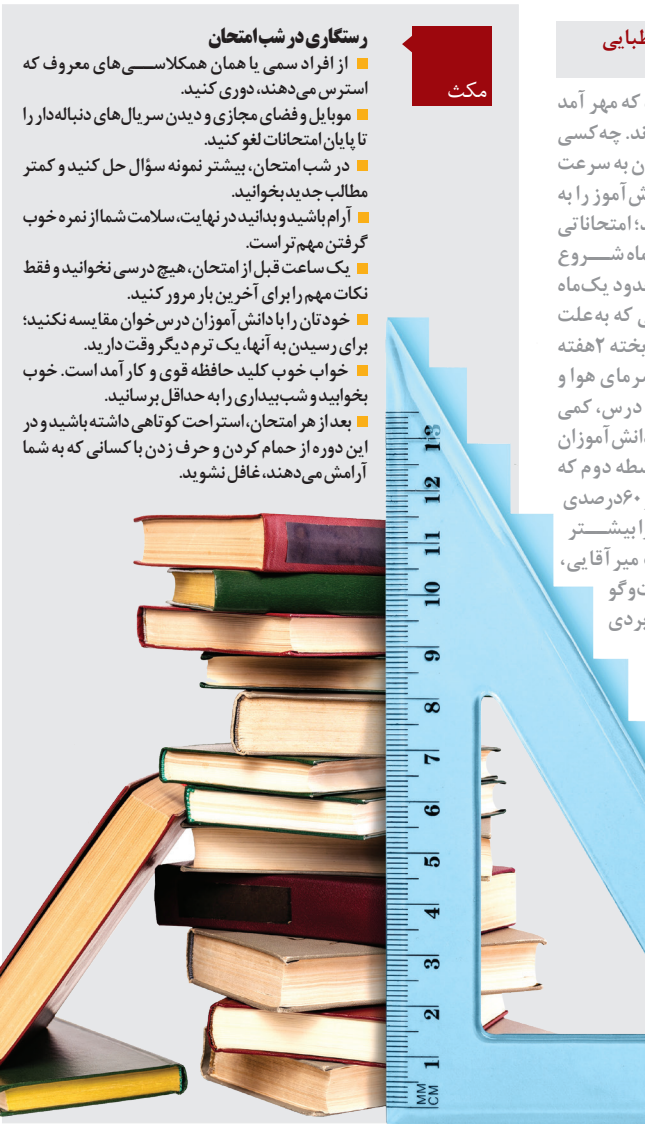 طبایی
که مهر آمد
ند. چه‌کسی
ن به سرعت
ش‌آموز را به
د؛ امتحاناتی
ماه شــــروع
حدود یک‌ماه
ی که به‌علت
یخته ۲هفته
سرمای هوا و
درس، کمی
دانش‌آموزان
سطه دوم که
۶۰درصدی
را بیشـــتر
میرآقایی،
ت‌وگو
بردی
مکث
رستگاری در شب امتحان
از افراد سمی یا همان همکلاســـی‌های معروف که
استرس می‌دهند، دوری کنید.
موبایل و فضای مجازی و دیدن سریال‌های دنباله‌دار را
تا پایان امتحانات لغو کنید.
در شب امتحان، بیشتر نمونه سؤال حل کنید و کمتر
مطالب جدید بخوانید.
آرام باشید و بدانید در نهایت، سلامت شما از نمره خوب
گرفتن مهم‌تر است.
یک ساعت قبل از امتحان، هیچ درسی نخوانید و فقط
نکات مهم را برای آخرین بار مرور کنید.
خودتان را با دانش‌آموزان درس‌خوان مقایسه نکنید؛
برای رسیدن به آنها، یک ترم دیگر وقت دارید.
خواب خوب کلید حافظه قوی و کارآمد است. خوب
بخوابید و شب‌بیداری را به حداقل برسانید.
بعد از هر امتحان، استراحت کوتاهی داشته باشید و در
این دوره از حمام کردن و حرف زدن با کسانی که به شما
آرامش می‌دهند، غافل نشوید.
13
12
11
10
9
8
7
6
5
4
3
2
1
MM
CM